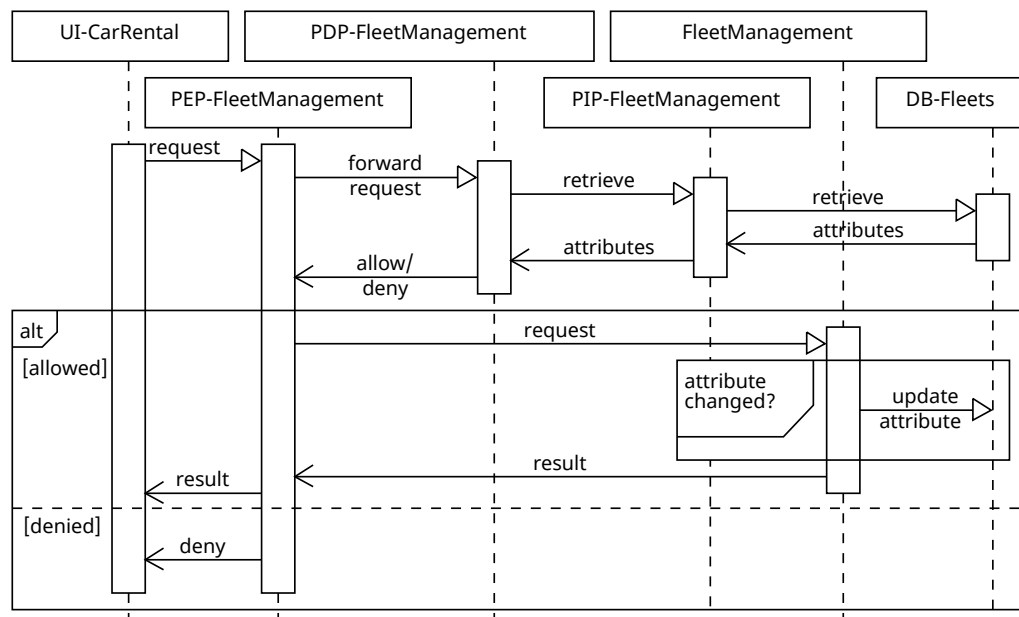 UI-CarRental
PDP-FleetManagement
FleetManagement
PEP-FleetManagement
PIP-FleetManagement
DB-Fleets
request
forward
request
retrieve
retrieve
attributes
attributes
allow/
deny
alt
request
[allowed]
attribute
changed?
update
attribute
result
result
[denied]
deny